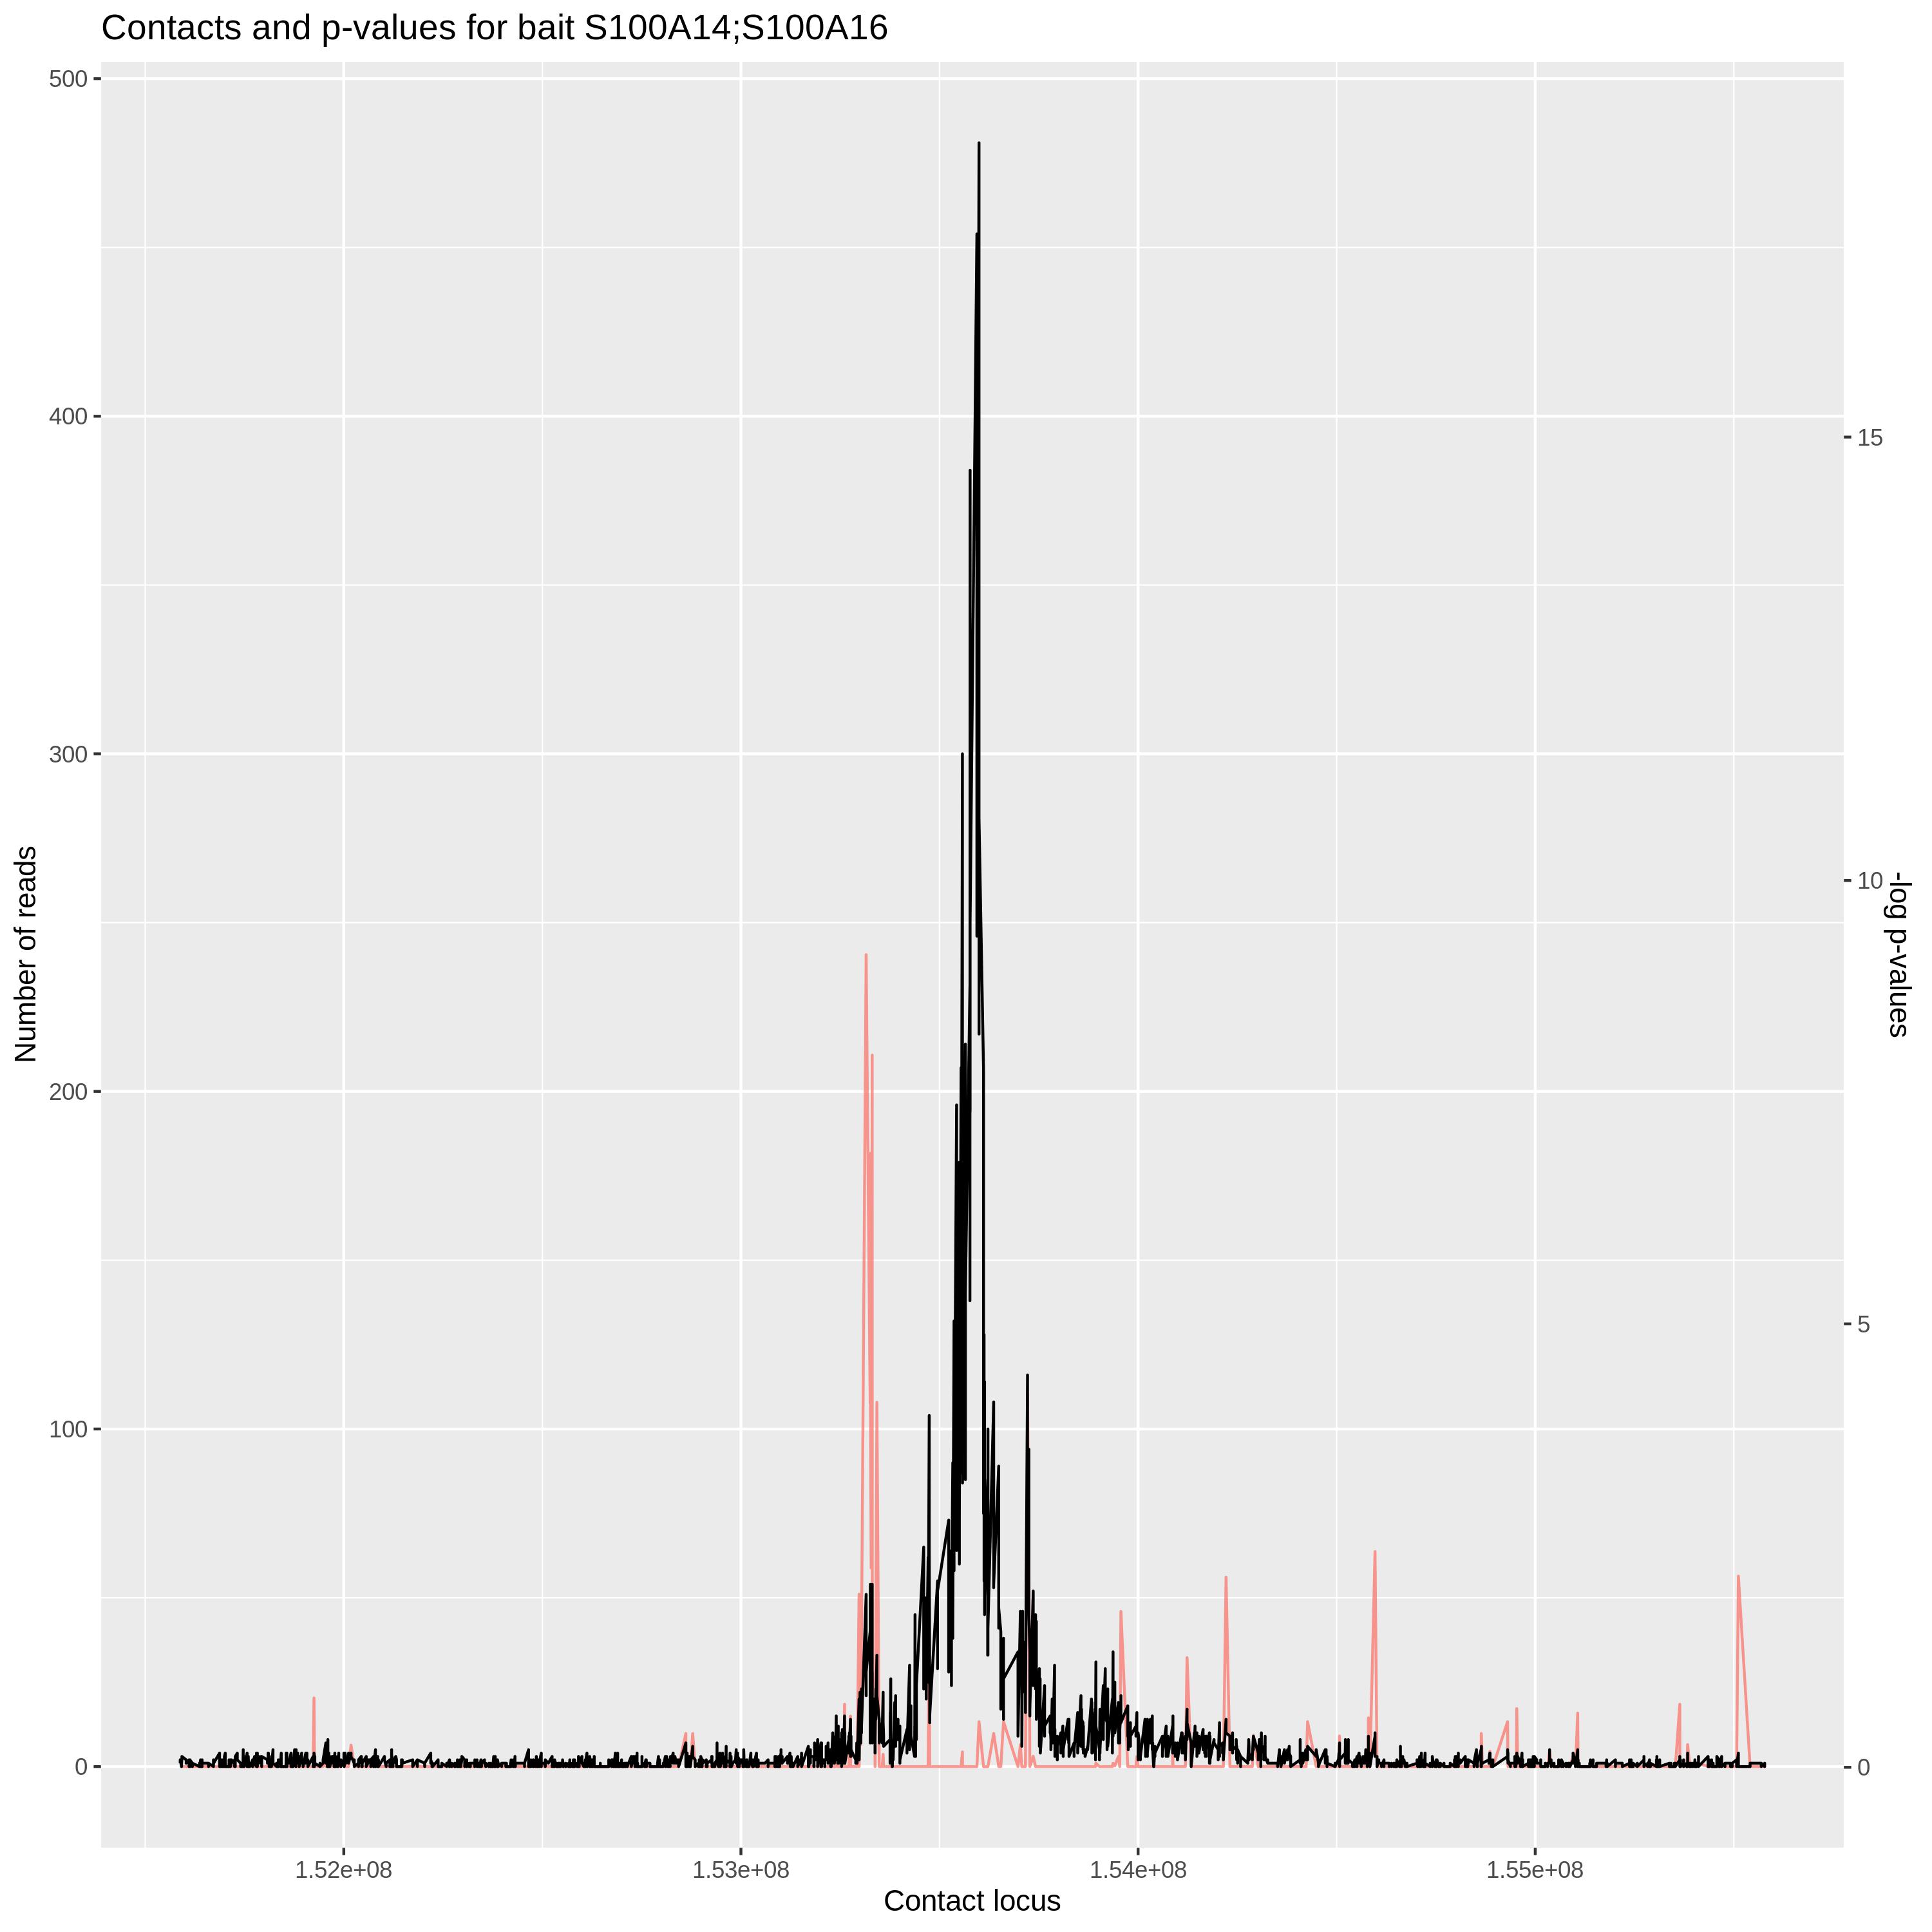 Contacts and p-values for bait S100A14;S100A16
500
400
300
200
100
0
Number of reads
15
10
5
0
-log p-values
1.52e+08
1.53e+08
1.54e+08
1.55e+08
Contact locus